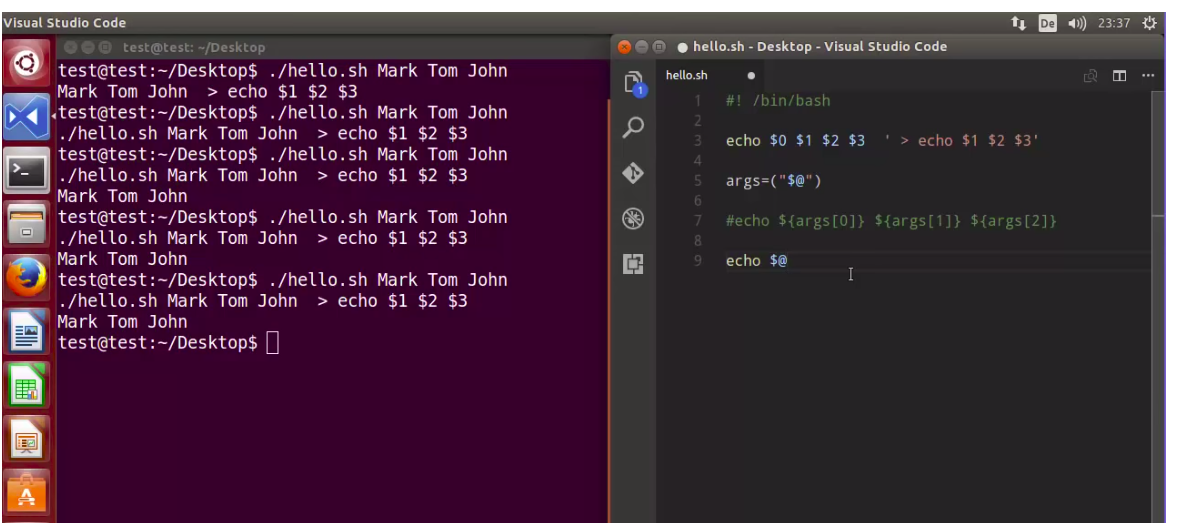 Visual Studio Code
De 23:37
test@test: ~/Desktop
test@test:~/Desktop$ ./hello.sh Mark Tom John
Mark Tom John  > echo $1 $2 $3
test@test:~/Desktop$ ./hello.sh Mark Tom John
./hello.sh Mark Tom John  > echo $1 $2 $3
test@test:~/Desktop$ ./hello.sh Mark Tom John
./hello.sh Mark Tom John  > echo $1 $2 $3
Mark Tom John
test@test:~/Desktop$ ./hello.sh Mark Tom John
./hello.sh Mark Tom John  > echo $1 $2 $3
Mark Tom John
test@test:~/Desktop$ ./hello.sh Mark Tom John
./hello.sh Mark Tom John  > echo $1 $2 $3
Mark Tom John
test@test:~/Desktop$
● hello.sh - Desktop - Visual Studio Code
1
hello.sh ●
1 #! /bin/bash
2
3 echo $0 $1 $2 $3  ' > echo $1 $2 $3'
4
5 args=("$@")
6
7 #echo ${args[0]} ${args[1]} ${args[2]}
8
9 echo $@